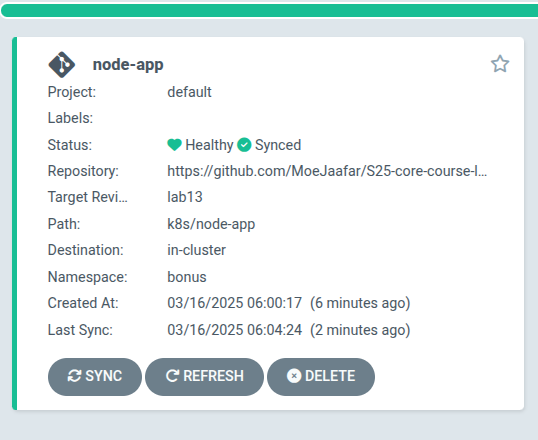 node-app
Project: default
Labels:
Status: Healthy Synced
Repository: https://github.com/MoeJaafar/S25-core-course-l...
Target Revi... lab13
Path: k8s/node-app
Destination: in-cluster
Namespace: bonus
Created At: 03/16/2025 06:00:17 (6 minutes ago)
Last Sync: 03/16/2025 06:04:24 (2 minutes ago)
SYNC REFRESH DELETE